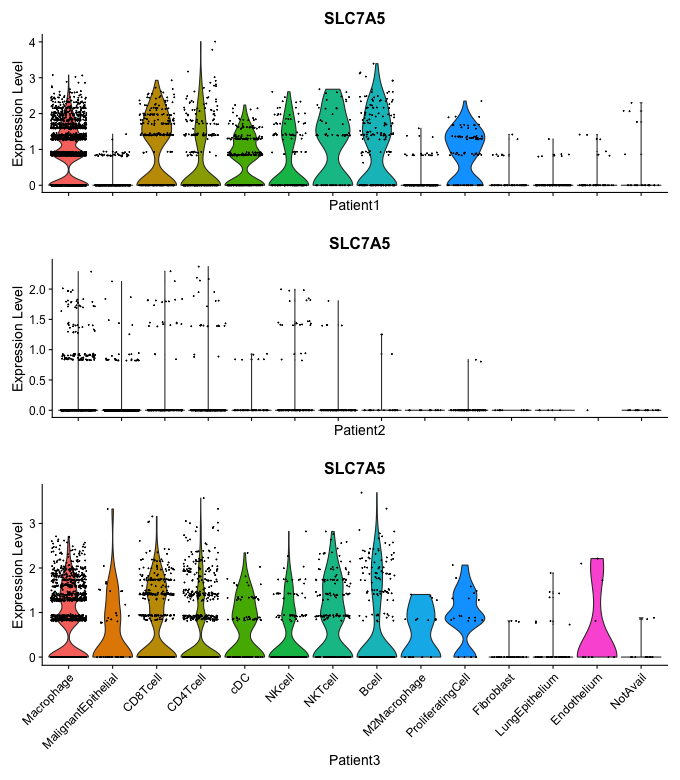 SLC7A5
Expression Level
4
3
2
1
0
Patient1
SLC7A5
Expression Level
2.0
1.5
1.0
0.5
0.0
Patient2
SLC7A5
Expression Level
3
2
1
0
Macrophage
MalignantEpithelial
CD8Tcell
CD4Tcell
cDC
NKcell
NKTcell
Bcell
M2Macrophage
ProliferatingCell
Fibroblast
LungEpithelium
Endothelium
NotAvail
Patient3